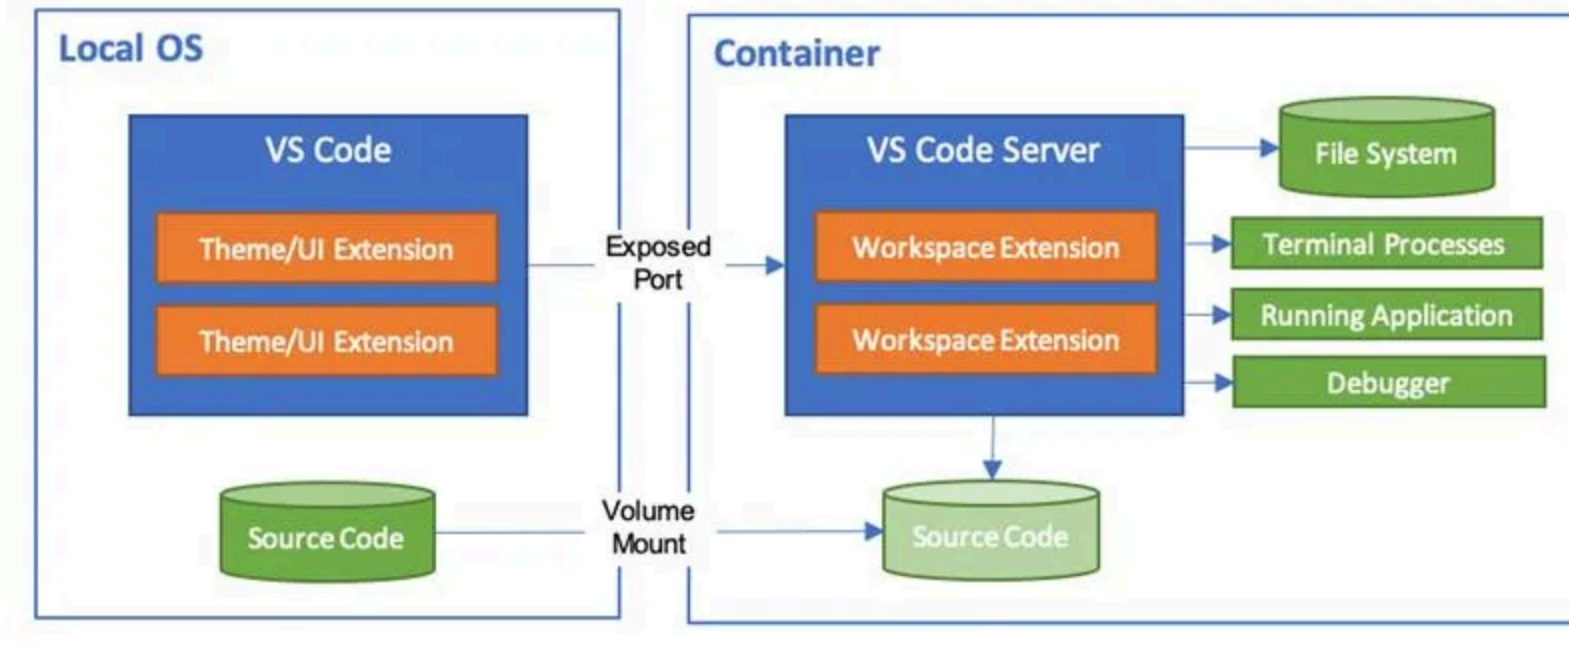 Local OS
VS Code
Theme/UI Extension
Theme/UI Extension
Source Code
Exposed
Port
Volume
Mount
Container
VS Code Server
Workspace Extension
Workspace Extension
Source Code
File System
Terminal Processes
Running Application
Debugger